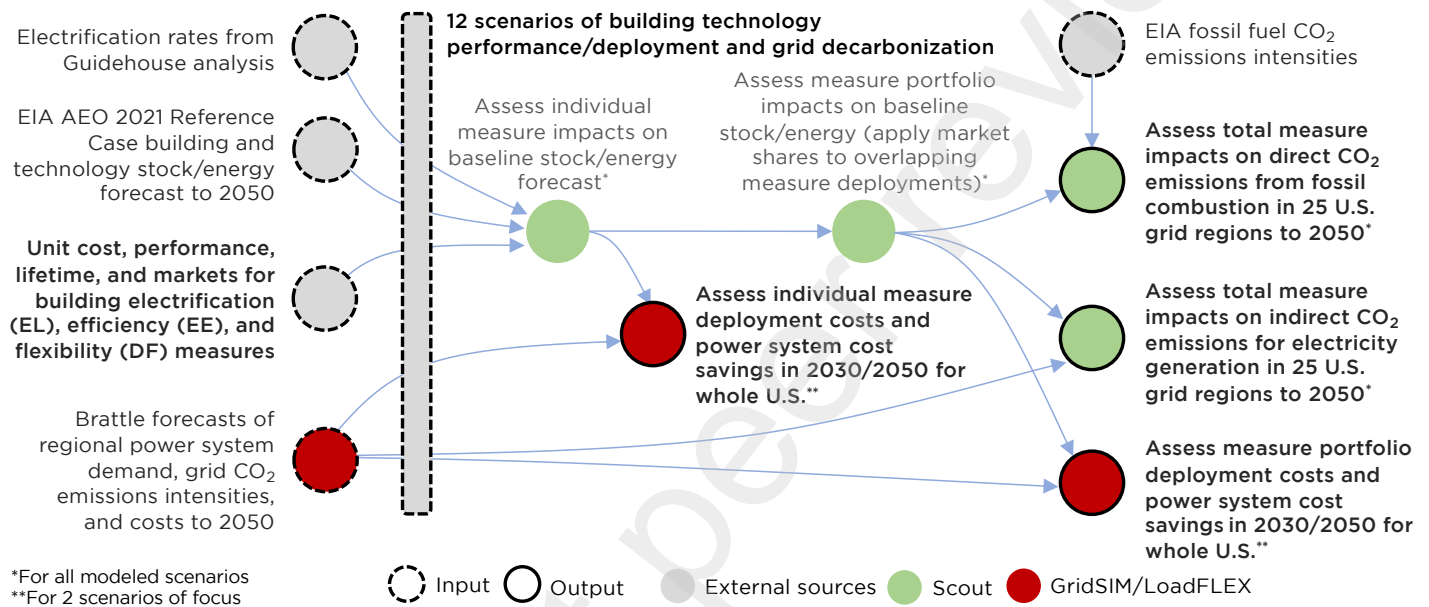 Electrification rates from
Guidehouse analysis
EIA AEO 2021 Reference
Case building and
technology stock/energy
forecast to 2050
Unit cost, performance,
lifetime, and markets for
building electrification
(EL), efficiency (EE), and
flexibility (DF) measures
Brattle forecasts of
regional power system
demand, grid CO₂
emissions intensities,
and costs to 2050
12 scenarios of building technology
performance/deployment and grid decarbonization
Assess individual
measure impacts on
baseline stock/energy
forecast*
Assess measure portfolio
impacts on baseline
stock/energy (apply market
shares to overlapping
measure deployments)*
Assess individual measure
deployment costs and
power system cost
savings in 2030/2050 for
whole U.S.**
EIA fossil fuel CO₂
emissions intensities
Assess total measure
impacts on direct CO₂
emissions from fossil
combustion in 25 U.S.
grid regions to 2050*
Assess total measure
impacts on indirect CO₂
emissions for electricity
generation in 25 U.S.
grid regions to 2050*
Assess measure portfolio
deployment costs and
power system cost
savings in 2030/2050 for
whole U.S.**
*For all modeled scenarios
**For 2 scenarios of focus
Input
Output
External sources
Scout
GridSIM/LoadFLEX
t peer review